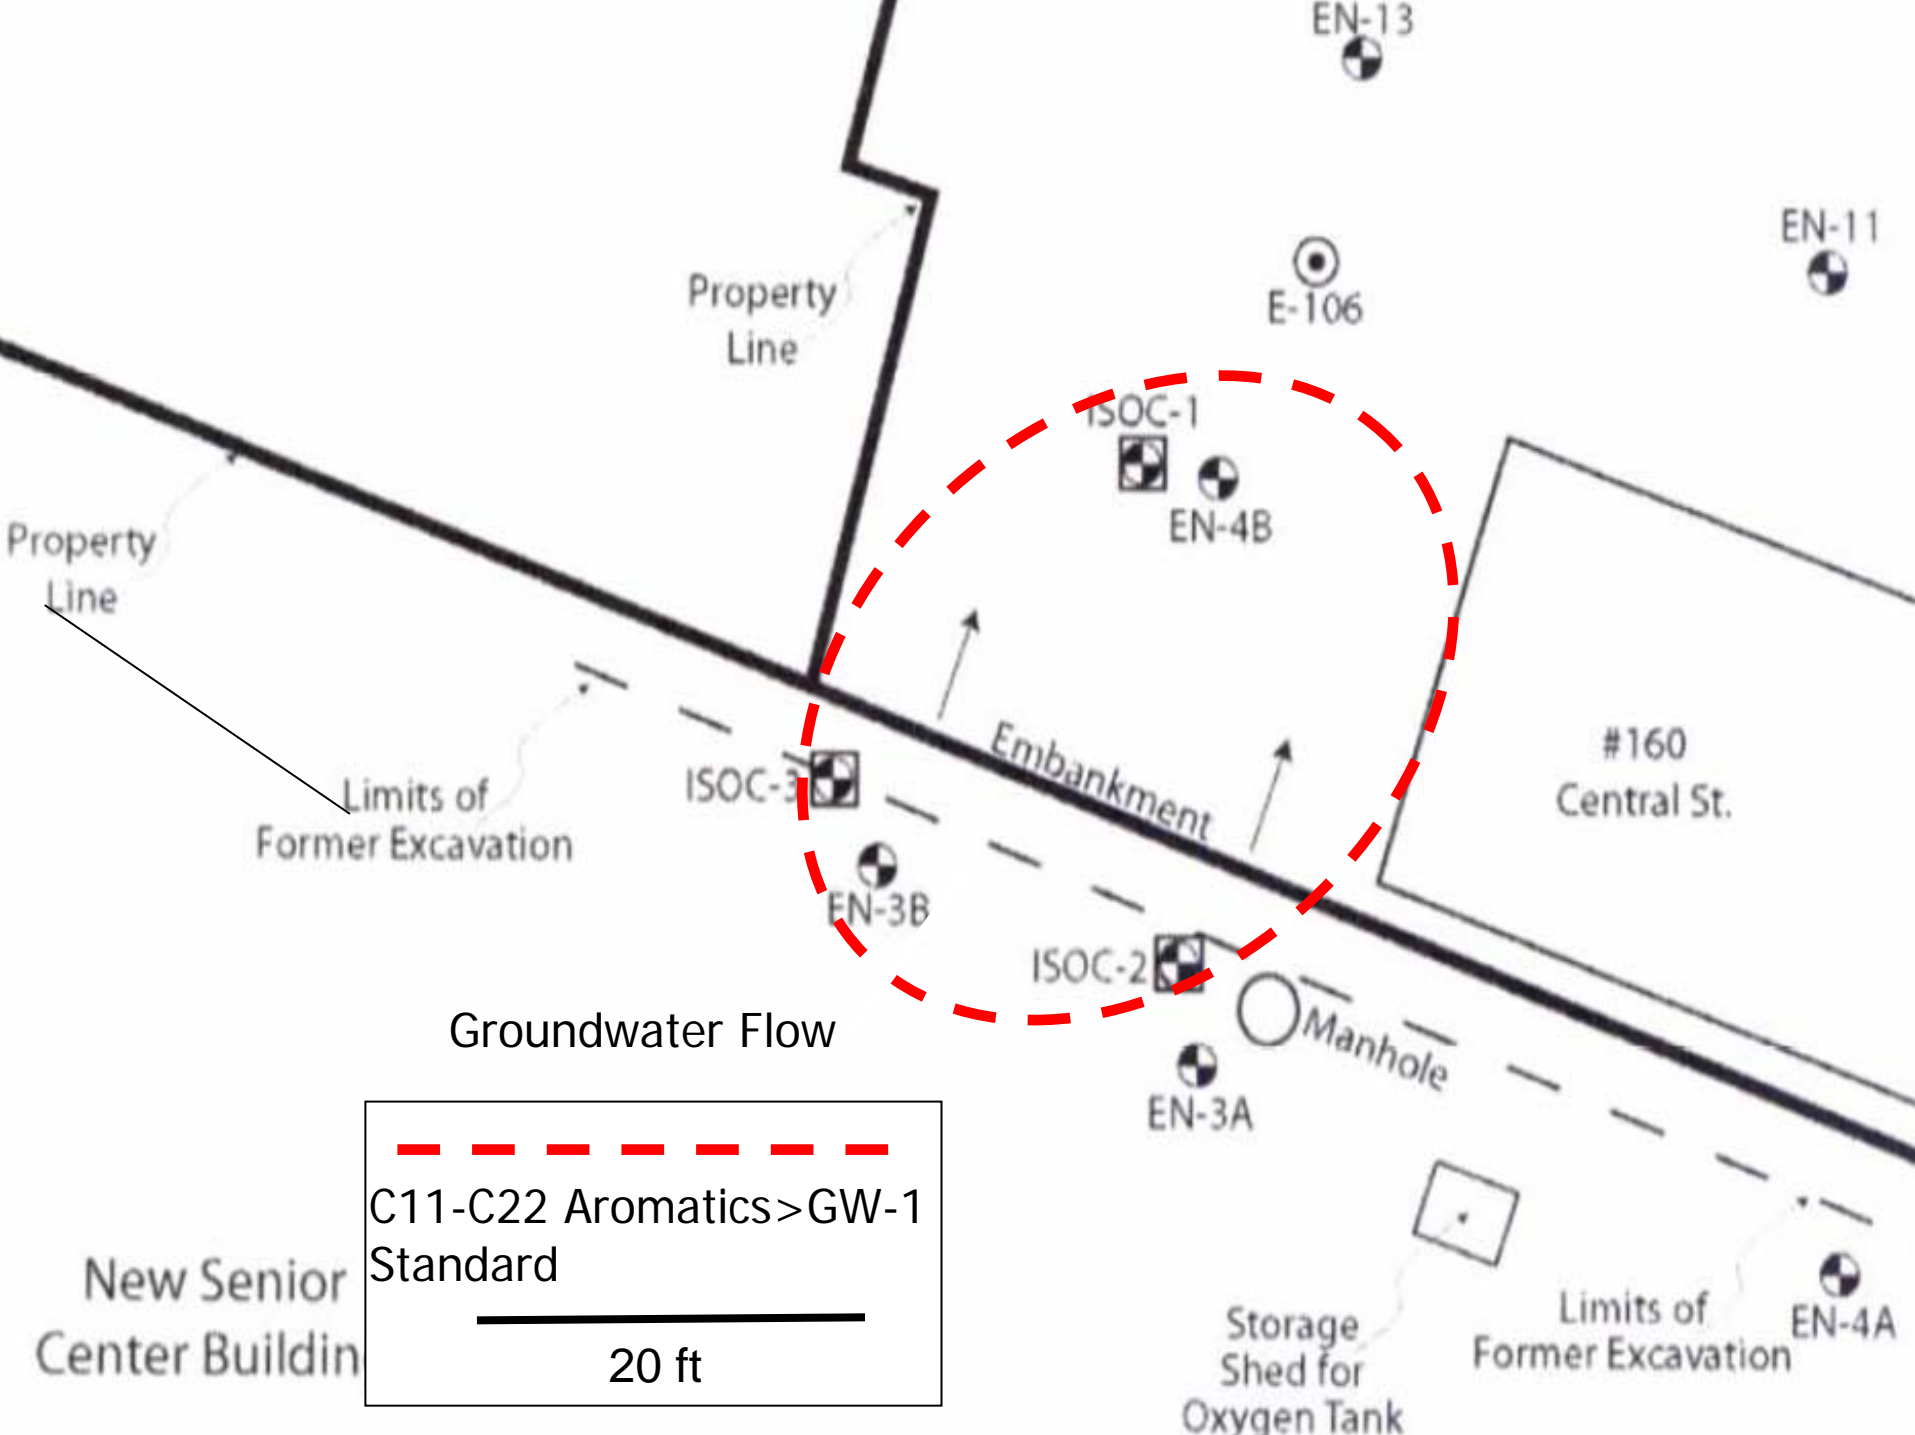 EN-13
EN-11
Property
Line
E-106
ISOC-1
EN-4B
Property
Line
Embankment
#160
Central St.
ISOC-3
Limits of
Former Excavation
EN-3B
ISOC-2
Groundwater Flow
Manhole
EN-3A
C11-C22 Aromatics>GW-1
Standard
20 ft
New Senior
Center Buildin
Storage
Shed for
Oxygen Tank
Limits of
Former Excavation
EN-4A